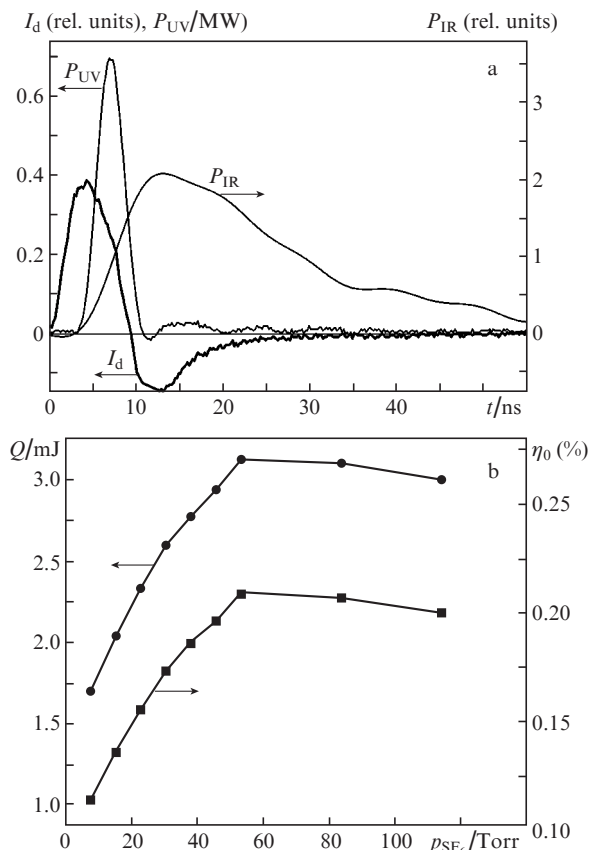 I_d (rel. units), P_UV/MW) P_IR (rel. units)
a
P_UV
3
0.4
P_IR
2
0.2
1
0
0
I_d
0 10 20 30 40 t/ns
Q/mJ η_0 (%)
b
3.0
0.25
2.5
0.20
2.0
1.5
0.15
1.0
0.10
0 20 40 60 80 100 p_SF₆/Torr